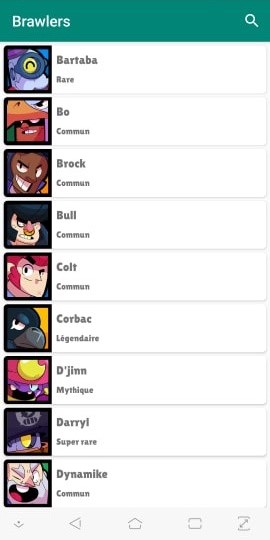 Brawlers
Bartaba
Rare
Bo
Commun
Brock
Commun
Bull
Commun
Colt
Commun
Corbac
Légendaire
D'jinn
Mythique
Darryl
Super rare
Dynamike
Commun